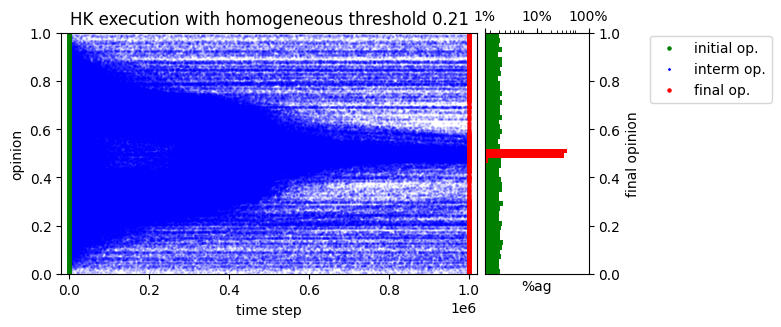 HK execution with homogeneous threshold 0.21
1% 10% 100%
initial op.
interm op.
final op.
opinion
1.0
0.8
0.6
0.4
0.2
0.0
0.0 0.2 0.4 0.6 0.8 1.0
1e6
time step
%ag
1.0
0.8
0.6
0.4
0.2
0.0
final opinion